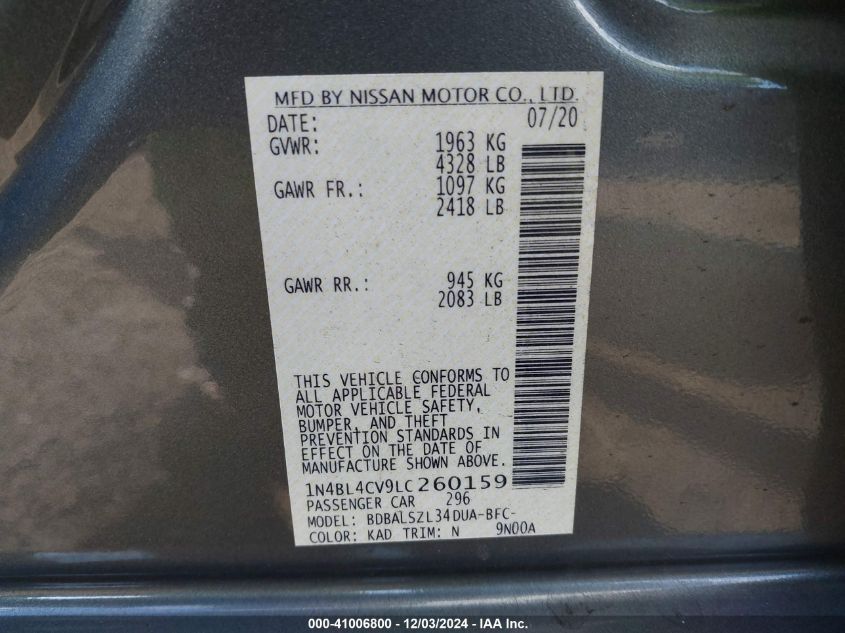 MFD BY NISSAN MOTOR CO., LTD.
DATE: 07/20
GVWR: 1963 KG
4328 LB
GAWR FR.: 1097 KG
2418 LB
GAWR RR.: 945 KG
2083 LB
THIS VEHICLE CONFORMS TO
ALL APPLICABLE FEDERAL
MOTOR VEHICLE SAFETY,
BUMPER, AND THEFT
PREVENTION STANDARDS IN
EFFECT ON THE DATE OF
MANUFACTURE SHOWN ABOVE.
1N4BL4CV9LC260159
PASSENGER CAR 296
MODEL: BDBALSZL34DUA-BFC-
COLOR: KAD TRIM: N 9N00A
000-41006800 - 12/03/2024 - IAA Inc.